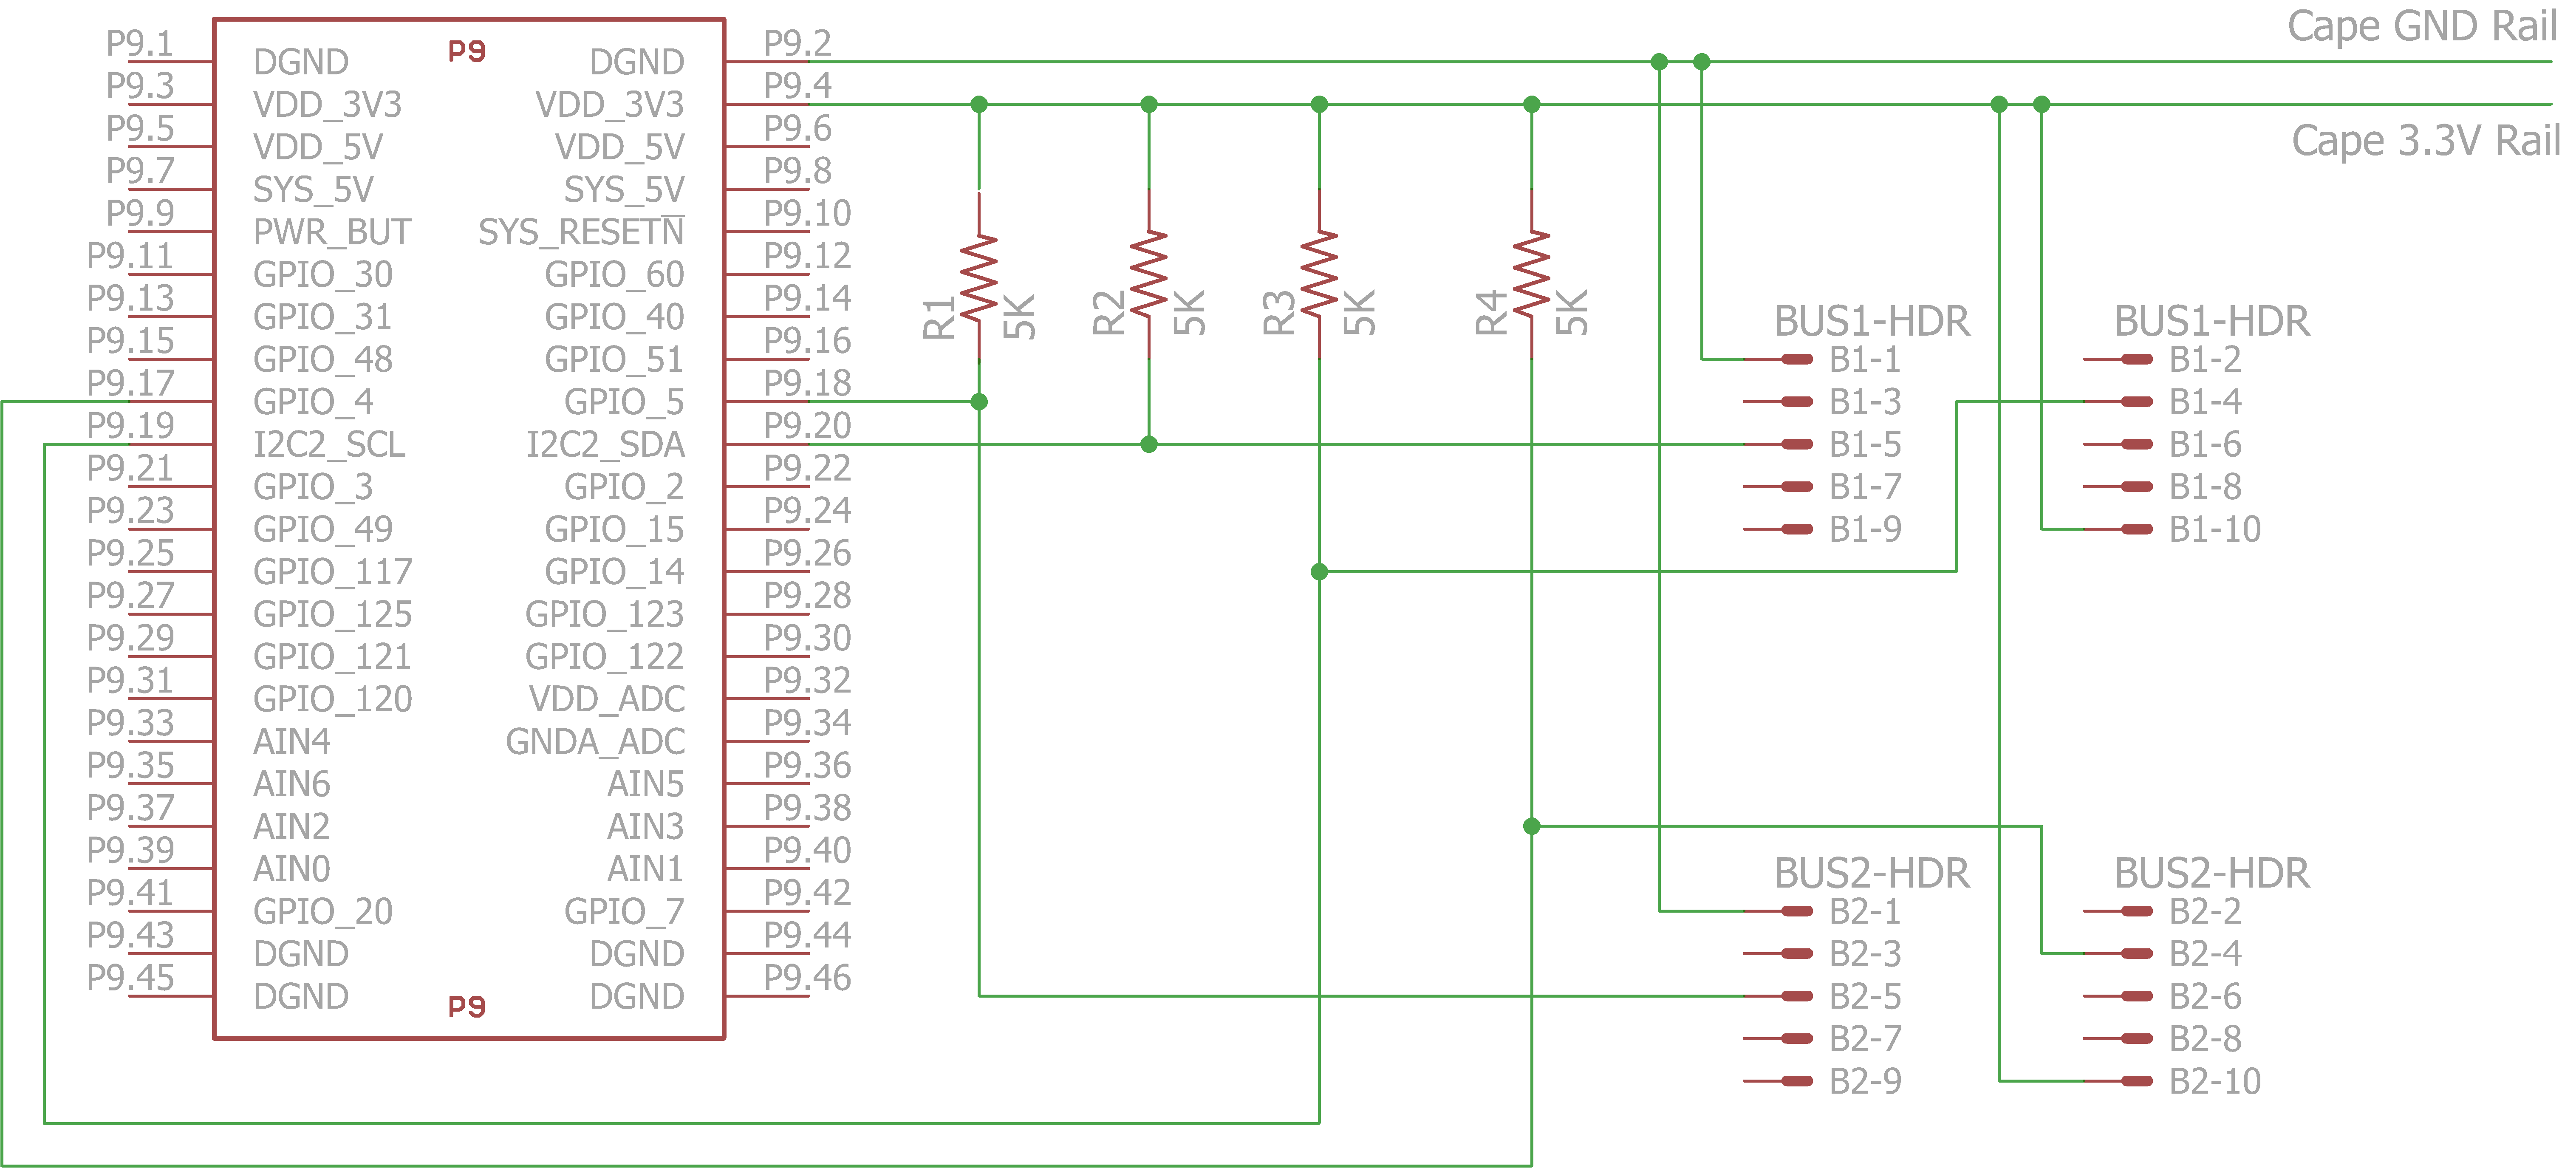 Cape GND Rail
P9.1 P9 P9.2
DGND DGND
P9.3 P9.4
VDD_3V3 VDD_3V3
P9.5 P9.6
Cape 3.3V Rail
VDD_5V VDD_5V
P9.7 P9.8
SYS_5V SYS_5V
P9.9 P9.10
PWR_BUT SYS_RESETN
P9.11 P9.12
GPIO_30 GPIO_60
P9.13 P9.14
GPIO_31 GPIO_40
R1 5K R2 5K R3 5K R4 5K
BUS1-HDR BUS1-HDR
P9.15 P9.16
GPIO_48 GPIO_51 B1-1 B1-2
P9.17 P9.18
GPIO_4 GPIO_5 B1-3 B1-4
P9.19 P9.20
I2C2_SCL I2C2_SDA B1-5 B1-6
P9.21 P9.22
GPIO_3 GPIO_2 B1-7 B1-8
P9.23 P9.24
GPIO_49 GPIO_15 B1-9 B1-10
P9.25 P9.26
GPIO_117 GPIO_14
P9.27 P9.28
GPIO_125 GPIO_123
P9.29 P9.30
GPIO_121 GPIO_122
P9.31 P9.32
GPIO_120 VDD_ADC
P9.33 P9.34
AIN4 GNDA_ADC
P9.35 P9.36
AIN6 AIN5
P9.37 P9.38
AIN2 AIN3
P9.39 P9.40
AIN0 AIN1 BUS2-HDR BUS2-HDR
P9.41 P9.42
GPIO_20 GPIO_7 B2-1 B2-2
P9.43 P9.44
DGND DGND B2-3 B2-4
P9.45 P9.46
DGND P9 DGND B2-5 B2-6
B2-7 B2-8
B2-9 B2-10